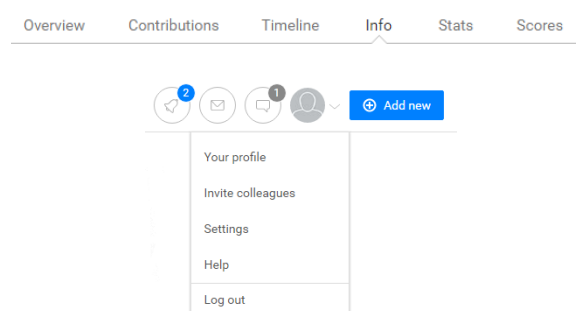 Overview Contributions Timeline Info Stats Scores
2 1
Add new
Your profile
Invite colleagues
Settings
Help
Log out